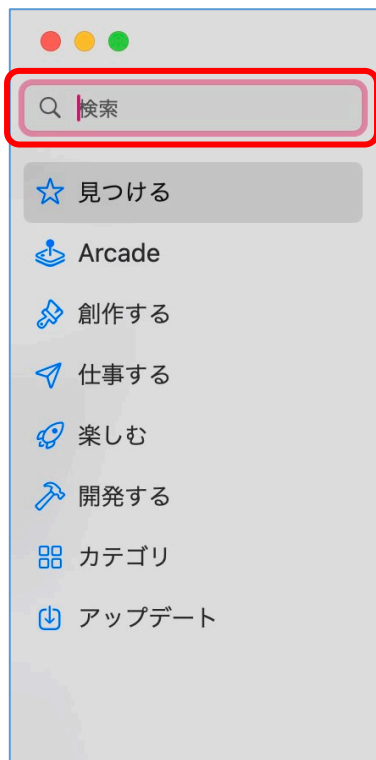 検索
見つける
Arcade
創作する
仕事する
楽しむ
開発する
カテゴリ
アップデート